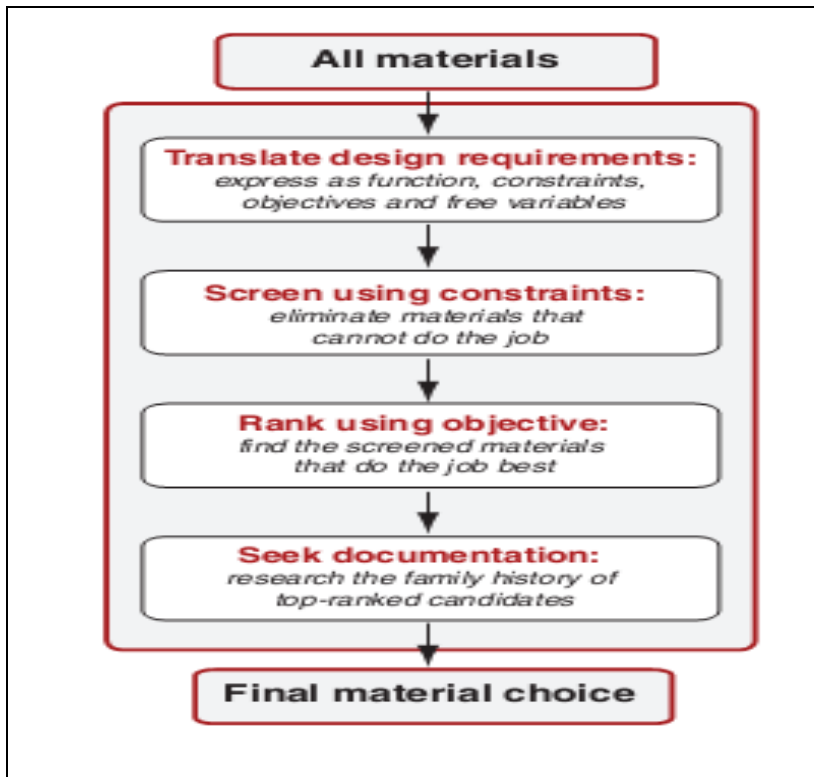 All materials
Translate design requirements:
express as function, constraints,
objectives and free variables
Screen using constraints:
eliminate materials that
cannot do the job
Rank using objective:
find the screened materials
that do the job best
Seek documentation:
research the family history of
top-ranked candidates
Final material choice